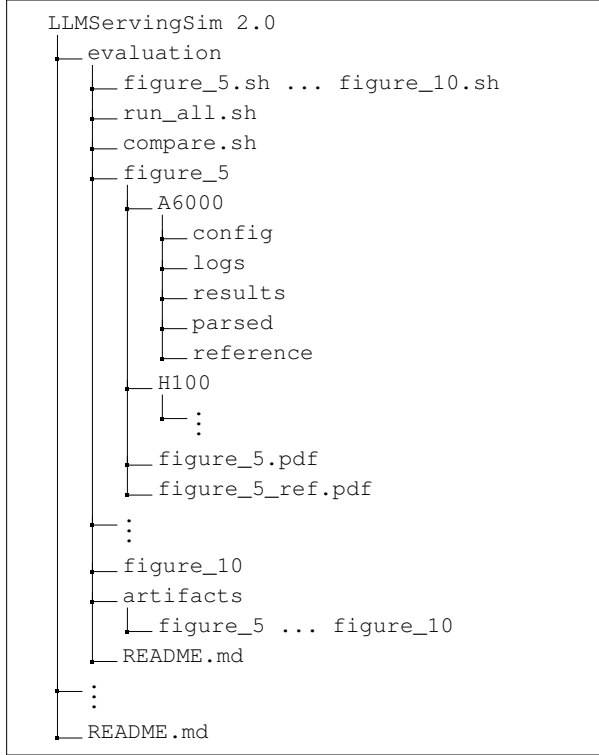 LLMServingSim 2.0
evaluation
figure_5.sh ... figure_10.sh
run_all.sh
compare.sh
figure_5
A6000
config
logs
results
parsed
reference
H100
⋮
figure_5.pdf
figure_5_ref.pdf
⋮
figure_10
artifacts
figure_5 ... figure_10
README.md
⋮
README.md